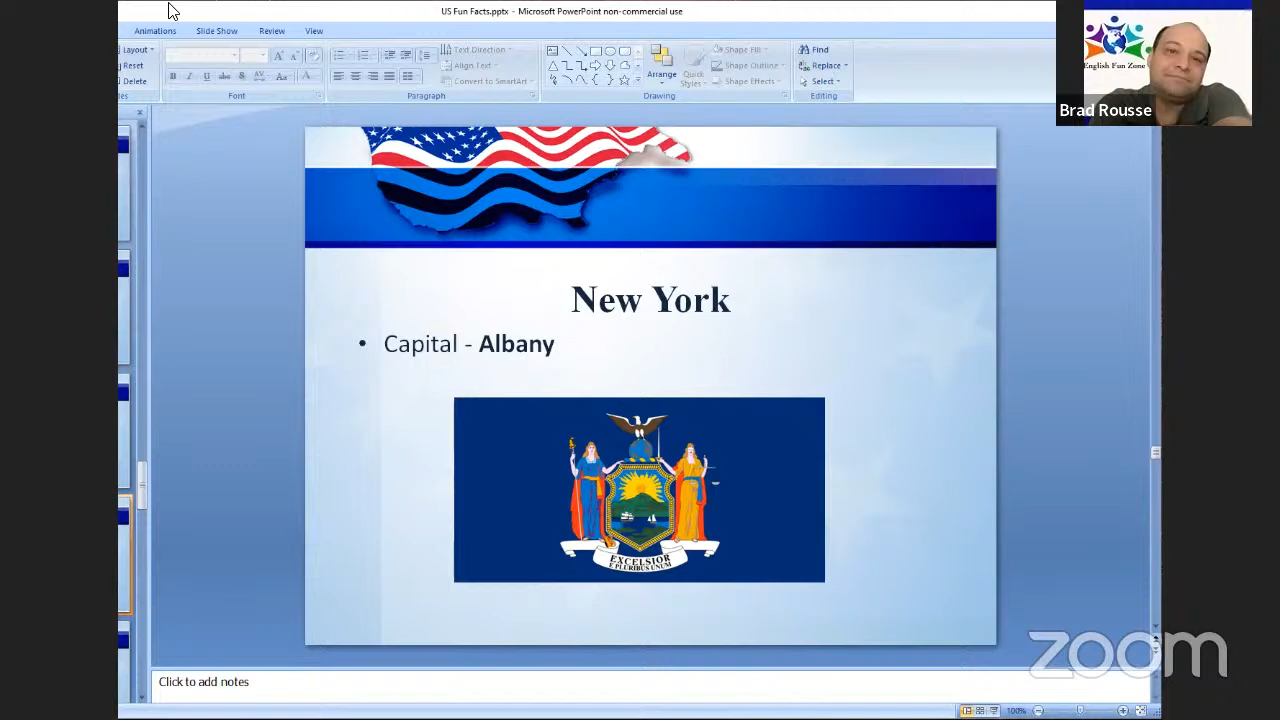 US Fun Facts.pptx - Microsoft PowerPoint non-commercial use
Animations Slide Show Review View
Layout
Reset
Delete
Text Direction
Align Text
Convert to SmartArt
Arrange
Quick Styles
Shape Fill
Shape Outline
Shape Effects
Find
Replace
Select
Font Paragraph Drawing Editing
English Fun Zone
Brad Rousse
New York
• Capital - Albany
EXCELSIOR
E PLURIBUS UNUM
Click to add notes
100%
zoom